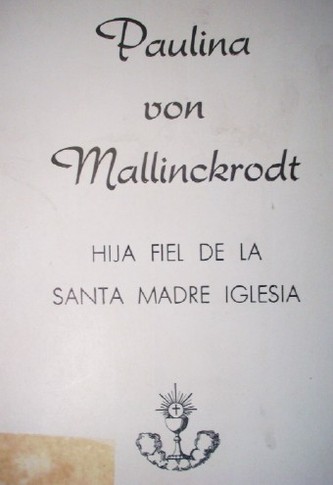 Paulina
von
Mallinckrodt
HIJA FIEL DE LA
SANTA MADRE IGLESIA